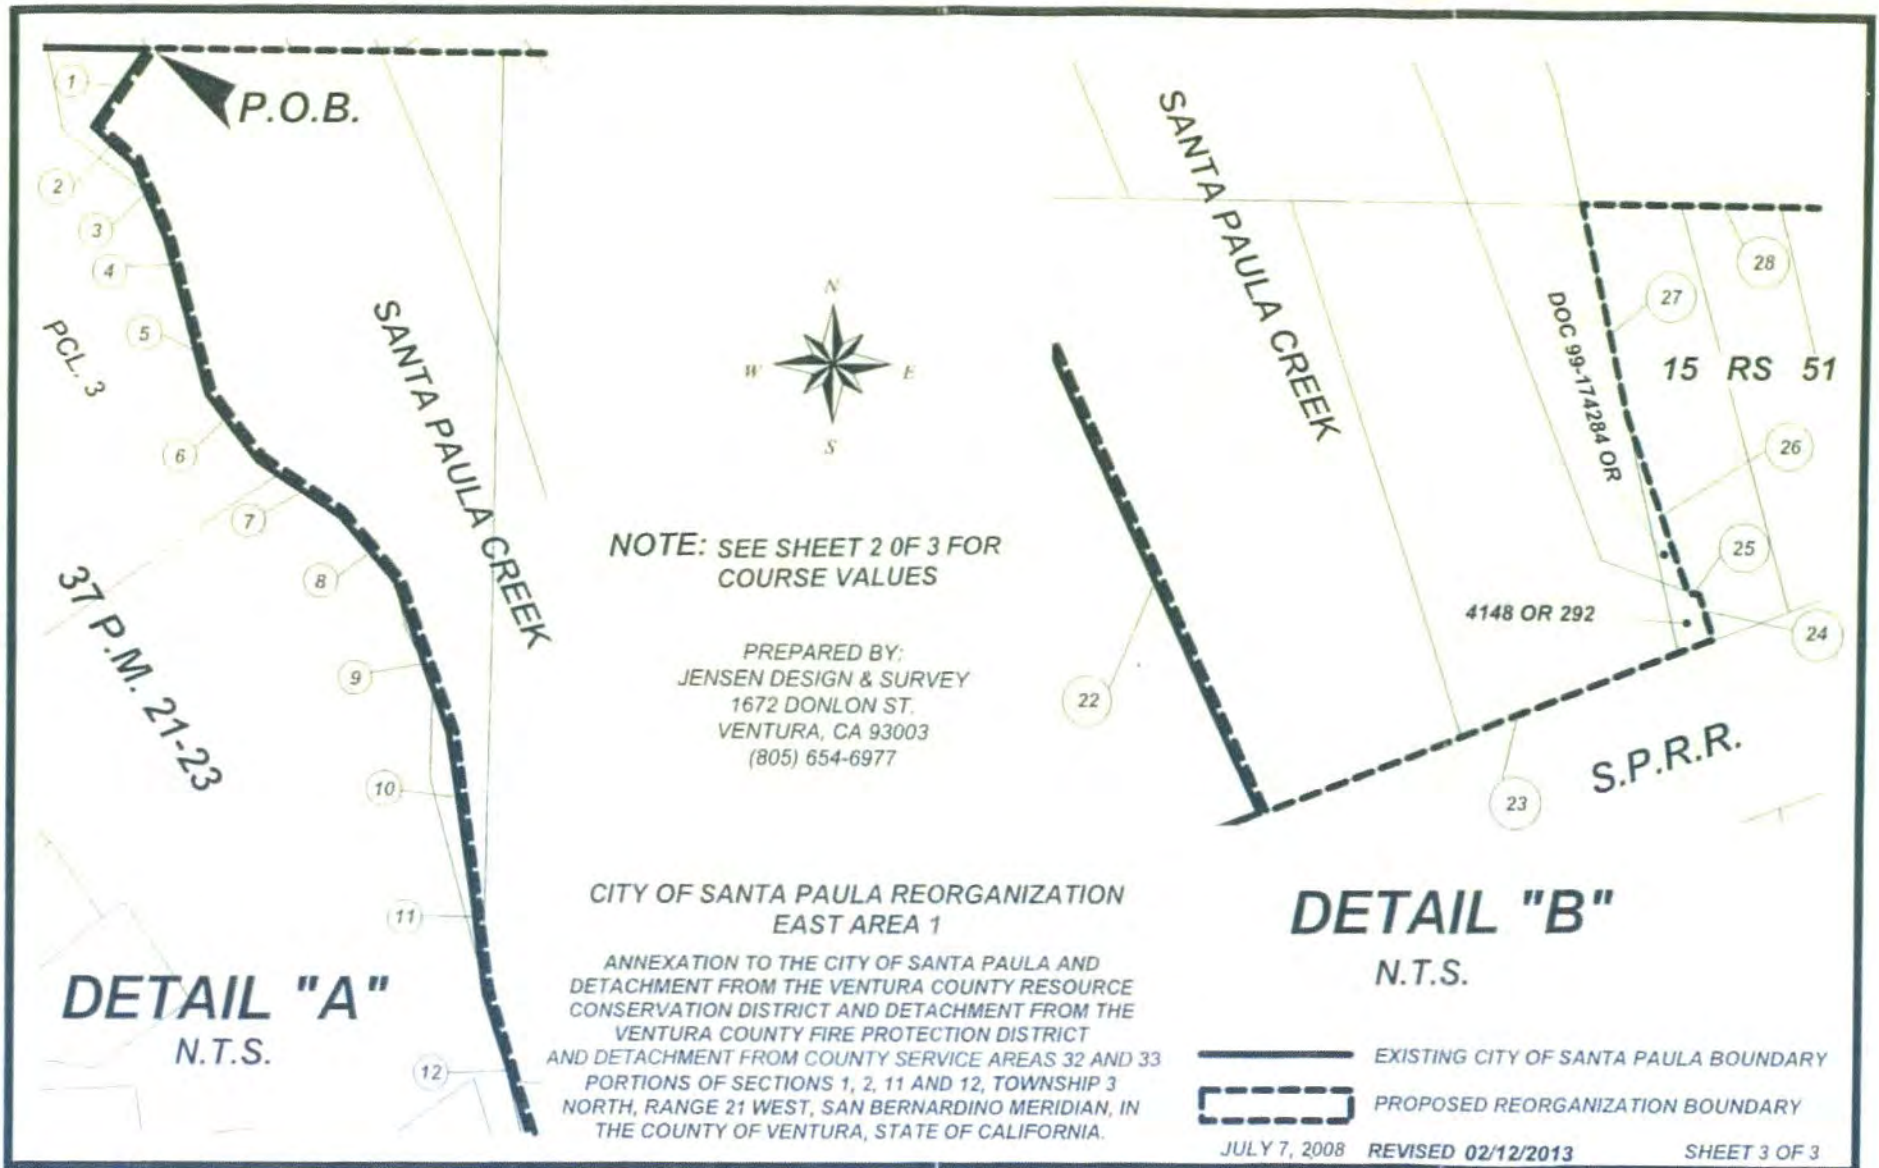 P.O.B.
1
2
3
4
5
6
7
8
9
10
11
12
PCL. 3
37 P.M. 21-23
SANTA PAULA CREEK
DETAIL "A"
N.T.S.
N
W
E
S
NOTE: SEE SHEET 2 0F 3 FOR
COURSE VALUES
PREPARED BY:
JENSEN DESIGN & SURVEY
1672 DONLON ST.
VENTURA, CA 93003
(805) 654-6977
CITY OF SANTA PAULA REORGANIZATION
EAST AREA 1
ANNEXATION TO THE CITY OF SANTA PAULA AND
DETACHMENT FROM THE VENTURA COUNTY RESOURCE
CONSERVATION DISTRICT AND DETACHMENT FROM THE
VENTURA COUNTY FIRE PROTECTION DISTRICT
AND DETACHMENT FROM COUNTY SERVICE AREAS 32 AND 33
PORTIONS OF SECTIONS 1, 2, 11 AND 12, TOWNSHIP 3
NORTH, RANGE 21 WEST, SAN BERNARDINO MERIDIAN, IN
THE COUNTY OF VENTURA, STATE OF CALIFORNIA.
SANTA PAULA CREEK
28
27
DOC 99-174284 OR
15 RS 51
26
25
4148 OR 292
24
22
23
S.P.R.R.
DETAIL "B"
N.T.S.
EXISTING CITY OF SANTA PAULA BOUNDARY
PROPOSED REORGANIZATION BOUNDARY
JULY 7, 2008 REVISED 02/12/2013 SHEET 3 OF 3